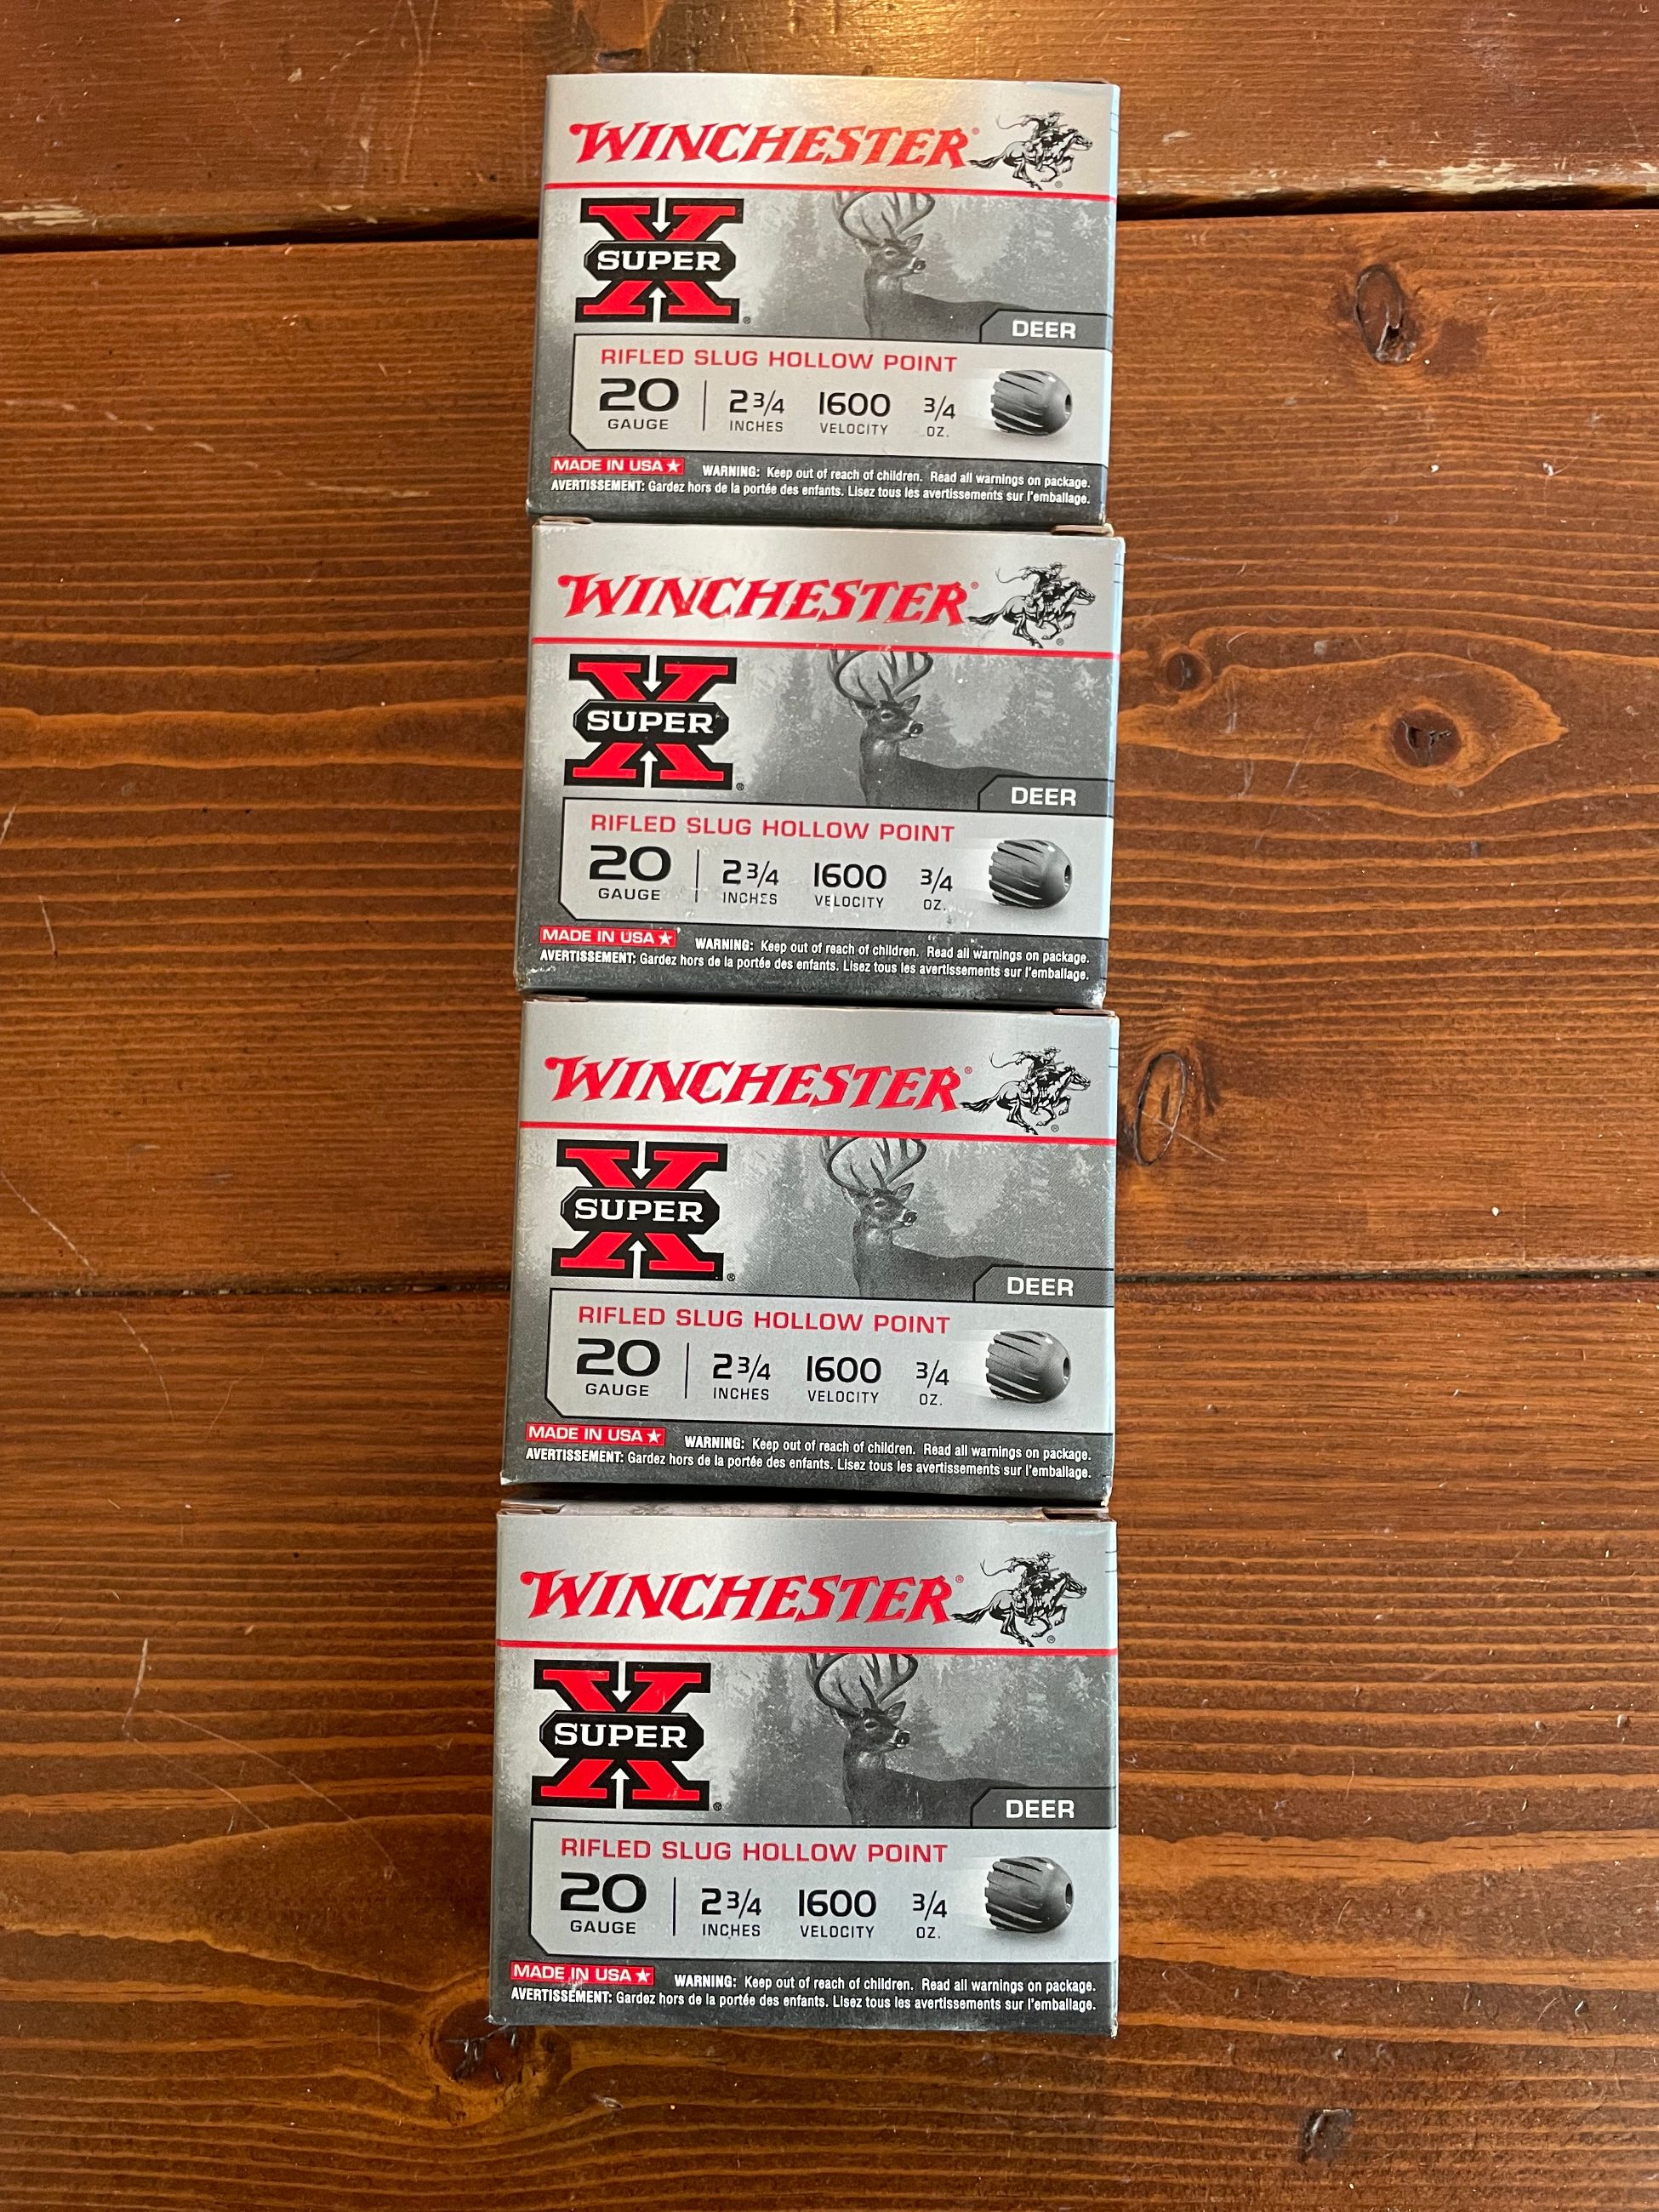 WINCHESTER®
SUPER X®
DEER
RIFLED SLUG HOLLOW POINT
20 2 3/4 1600 3/4
GAUGE INCHES VELOCITY OZ.
MADE IN USA★ WARNING: Keep out of reach of children. Read all warnings on package.
AVERTISSEMENT: Gardez hors de la portée des enfants. Lisez tous les avertissements sur l'emballage.
WINCHESTER®
SUPER X®
DEER
RIFLED SLUG HOLLOW POINT
20 2 3/4 1600 3/4
GAUGE INCHES VELOCITY OZ.
MADE IN USA★ WARNING: Keep out of reach of children. Read all warnings on package.
AVERTISSEMENT: Gardez hors de la portée des enfants. Lisez tous les avertissements sur l'emballage.
WINCHESTER®
SUPER X®
DEER
RIFLED SLUG HOLLOW POINT
20 2 3/4 1600 3/4
GAUGE INCHES VELOCITY OZ.
MADE IN USA★ WARNING: Keep out of reach of children. Read all warnings on package.
AVERTISSEMENT: Gardez hors de la portée des enfants. Lisez tous les avertissements sur l'emballage.
WINCHESTER®
SUPER X®
DEER
RIFLED SLUG HOLLOW POINT
20 2 3/4 1600 3/4
GAUGE INCHES VELOCITY OZ.
MADE IN USA★ WARNING: Keep out of reach of children. Read all warnings on package.
AVERTISSEMENT: Gardez hors de la portée des enfants. Lisez tous les avertissements sur l'emballage.